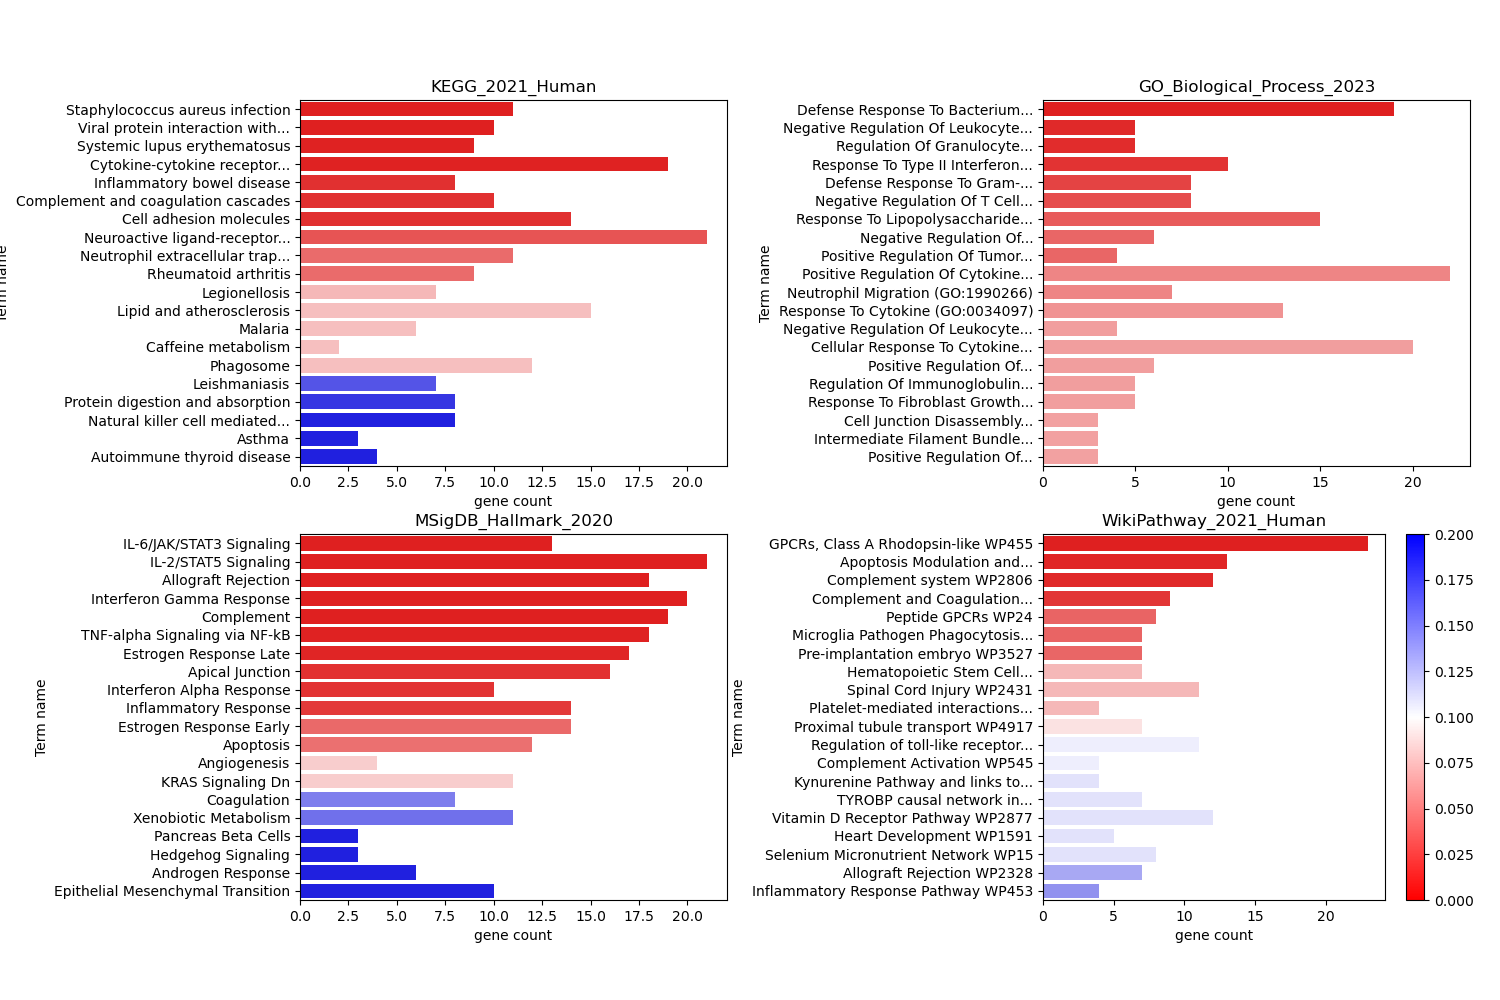 KEGG_2021_Human
Staphylococcus aureus infection
Viral protein interaction with...
Systemic lupus erythematosus
Cytokine-cytokine receptor...
Inflammatory bowel disease
Complement and coagulation cascades
Cell adhesion molecules
Neuroactive ligand-receptor...
Neutrophil extracellular trap...
Rheumatoid arthritis
Legionellosis
Lipid and atherosclerosis
Malaria
Caffeine metabolism
Phagosome
Leishmaniasis
Protein digestion and absorption
Natural killer cell mediated...
Asthma
Autoimmune thyroid disease
Term name
0.0 2.5 5.0 7.5 10.0 12.5 15.0 17.5 20.0
gene count
GO_Biological_Process_2023
Defense Response To Bacterium...
Negative Regulation Of Leukocyte...
Regulation Of Granulocyte...
Response To Type II Interferon...
Defense Response To Gram-...
Negative Regulation Of T Cell...
Response To Lipopolysaccharide...
Negative Regulation Of...
Positive Regulation Of Tumor...
Positive Regulation Of Cytokine...
Neutrophil Migration (GO:1990266)
Response To Cytokine (GO:0034097)
Negative Regulation Of Leukocyte...
Cellular Response To Cytokine...
Positive Regulation Of...
Regulation Of Immunoglobulin...
Response To Fibroblast Growth...
Cell Junction Disassembly...
Intermediate Filament Bundle...
Positive Regulation Of...
Term name
0 5 10 15 20
gene count
MSigDB_Hallmark_2020
IL-6/JAK/STAT3 Signaling
IL-2/STAT5 Signaling
Allograft Rejection
Interferon Gamma Response
Complement
TNF-alpha Signaling via NF-kB
Estrogen Response Late
Apical Junction
Interferon Alpha Response
Inflammatory Response
Estrogen Response Early
Apoptosis
Angiogenesis
KRAS Signaling Dn
Coagulation
Xenobiotic Metabolism
Pancreas Beta Cells
Hedgehog Signaling
Androgen Response
Epithelial Mesenchymal Transition
Term name
0.0 2.5 5.0 7.5 10.0 12.5 15.0 17.5 20.0
gene count
WikiPathway_2021_Human
GPCRs, Class A Rhodopsin-like WP455
Apoptosis Modulation and...
Complement system WP2806
Complement and Coagulation...
Peptide GPCRs WP24
Microglia Pathogen Phagocytosis...
Pre-implantation embryo WP3527
Hematopoietic Stem Cell...
Spinal Cord Injury WP2431
Platelet-mediated interactions...
Proximal tubule transport WP4917
Regulation of toll-like receptor...
Complement Activation WP545
Kynurenine Pathway and links to...
TYROBP causal network in...
Vitamin D Receptor Pathway WP2877
Heart Development WP1591
Selenium Micronutrient Network WP15
Allograft Rejection WP2328
Inflammatory Response Pathway WP453
Term name
0 5 10 15 20
gene count
0.200
0.175
0.150
0.125
0.100
0.075
0.050
0.025
0.000